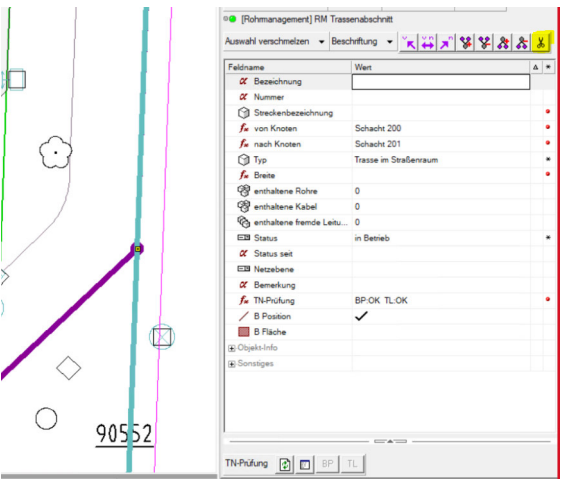 [Rohmanagement] RM Trassenabschnitt
Auswahl verschmelzen Beschriftung
Feldname Wert
Bezeichnung
Nummer
Streckenbezeichnung
von Knoten Schacht 200
nach Knoten Schacht 201
Typ Trasse im Straßenraum
Breite
enthaltene Rohre 0
enthaltene Kabel 0
enthaltene fremde Leitu... 0
Status in Betrieb
Status seit
Netzebene
Bemerkung
TN-Prüfung BP:OK TL:OK
B Position
B Fläche
Objekt-Info
Sonstiges
90552
TN-Prüfung BP TL